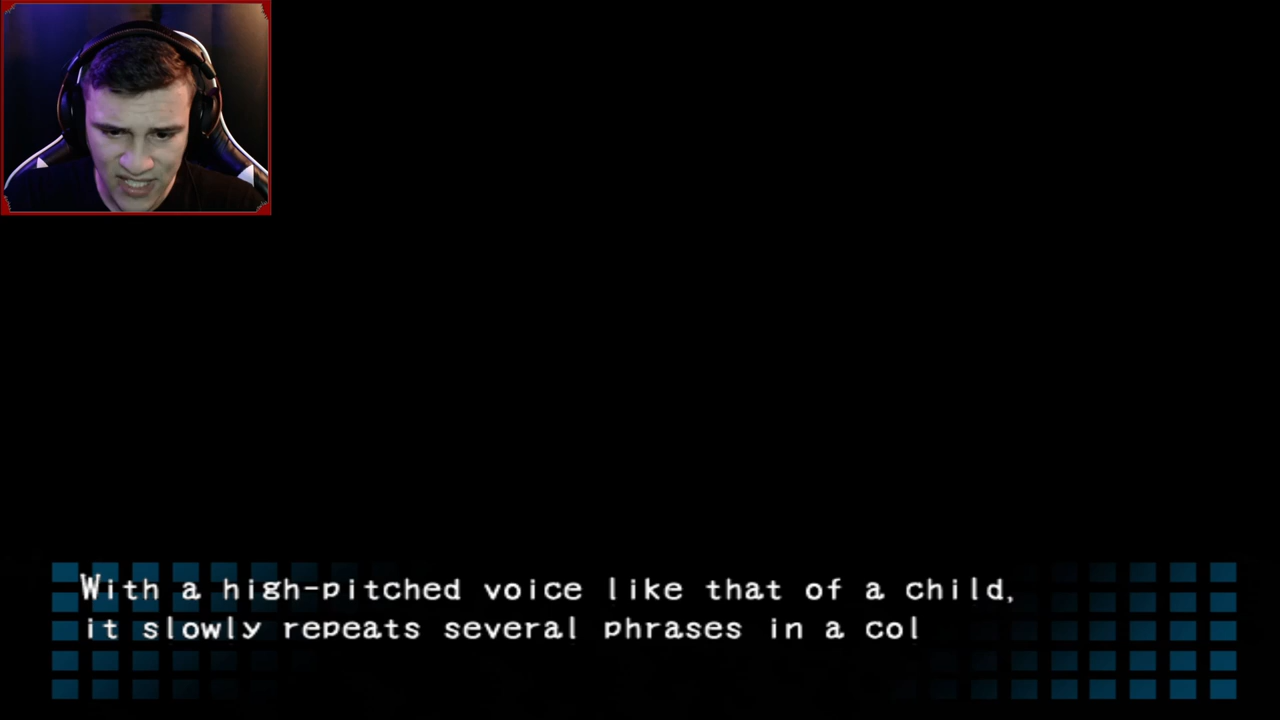 With a high-pitched voice like that of a child,
it slowly repeats several phrases in a col